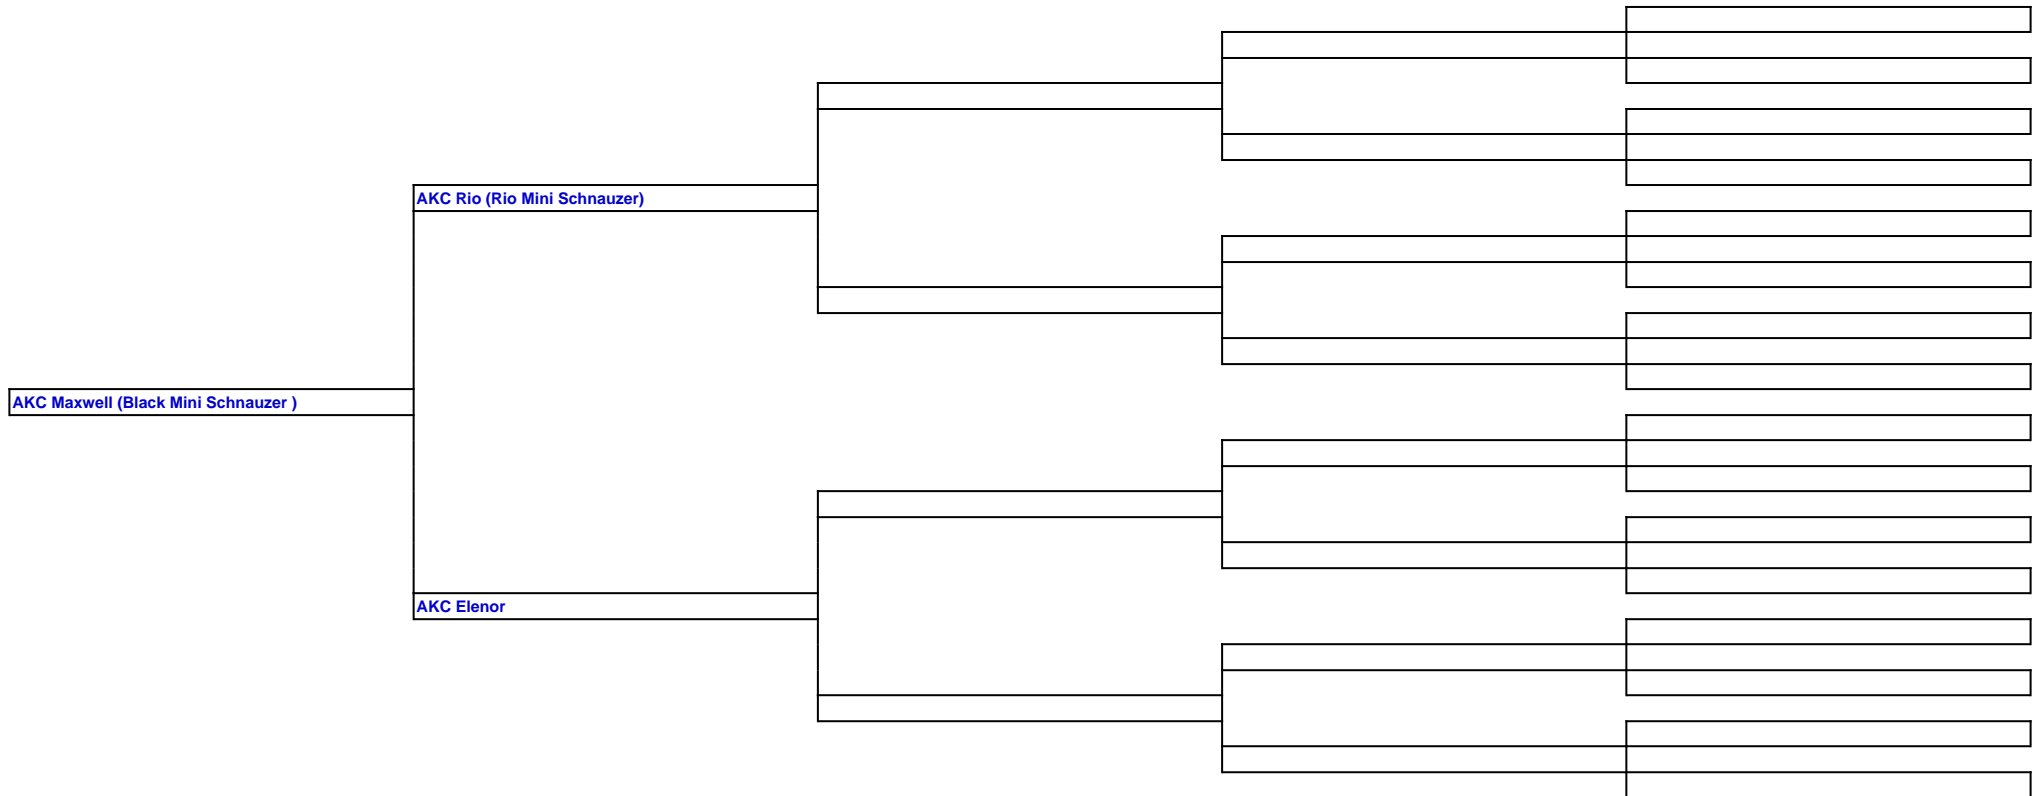 AKC Rio (Rio Mini Schnauzer)
AKC Maxwell (Black Mini Schnauzer )
AKC Elenor